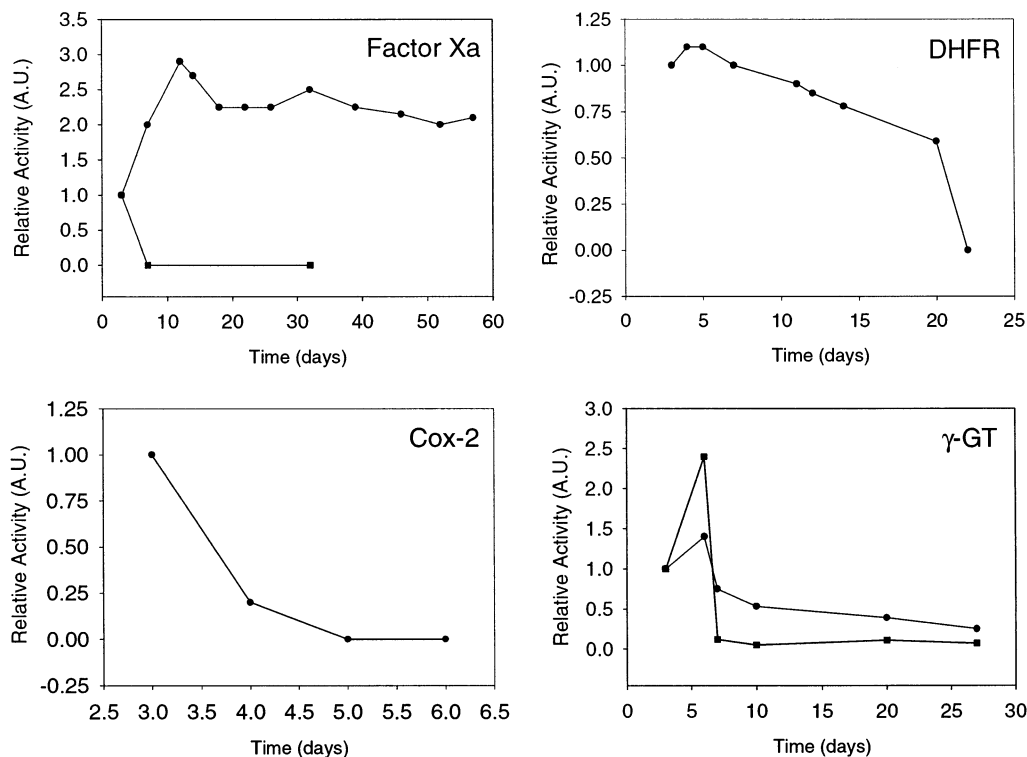 Factor Xa
Relative Activity (A.U.)
3.5
3.0
2.5
2.0
1.5
1.0
0.5
0.0
0 10 20 30 40 50 60
Time (days)
DHFR
Relative Acitivity (A.U.)
1.25
1.00
0.75
0.50
0.25
0.00
-0.25
0 5 10 15 20 25
Time (days)
Cox-2
Relative Activity (A.U.)
1.25
1.00
0.75
0.50
0.25
0.00
-0.25
2.5 3.0 3.5 4.0 4.5 5.0 5.5 6.0 6.5
Time (days)
γ-GT
Relative Activity (A.U.)
3.0
2.5
2.0
1.5
1.0
0.5
0.0
0 5 10 15 20 25 30
Time (days)